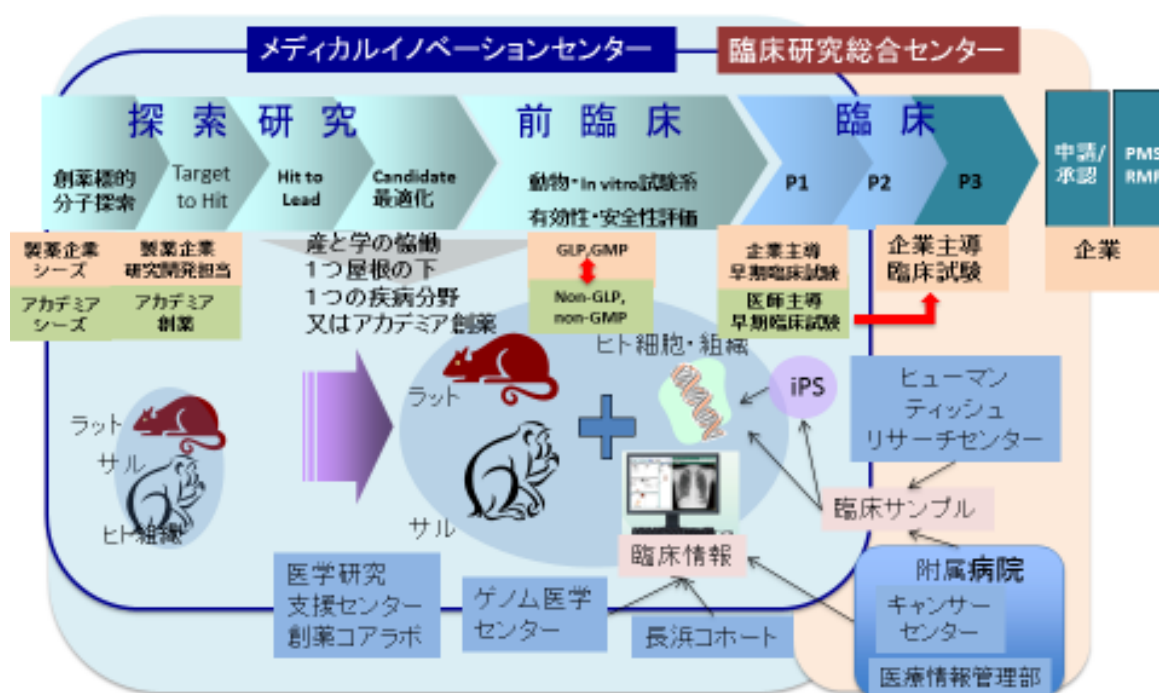 メディカルイノベーションセンター
臨床研究総合センター
探索研究
前臨床
臨床
創薬標的
分子探索
Target
to Hit
Hit to
Lead
Candidate
最適化
動物・In vitro試験系
有効性・安全性評価
P1
P2
P3
申請/
承認
PMS
RMP
製薬企業
シーズ
製薬企業
研究開発担当
アカデミア
シーズ
アカデミア
創薬
産と学の恊働
1つ屋根の下
1つの疾病分野
又はアカデミア創薬
GLP,GMP
Non-GLP,
non-GMP
企業主導
早期臨床試験
医師主導
早期臨床試験
企業主導
臨床試験
企業
ラット
サル
ヒト組織
ラット
サル
ヒト細胞・組織
iPS
ヒューマン
ティッシュ
リサーチセンター
臨床サンプル
臨床情報
医学研究
支援センター
創薬コアラボ
ゲノム医学
センター
長浜コホート
附属病院
キャンサー
センター
医療情報管理部